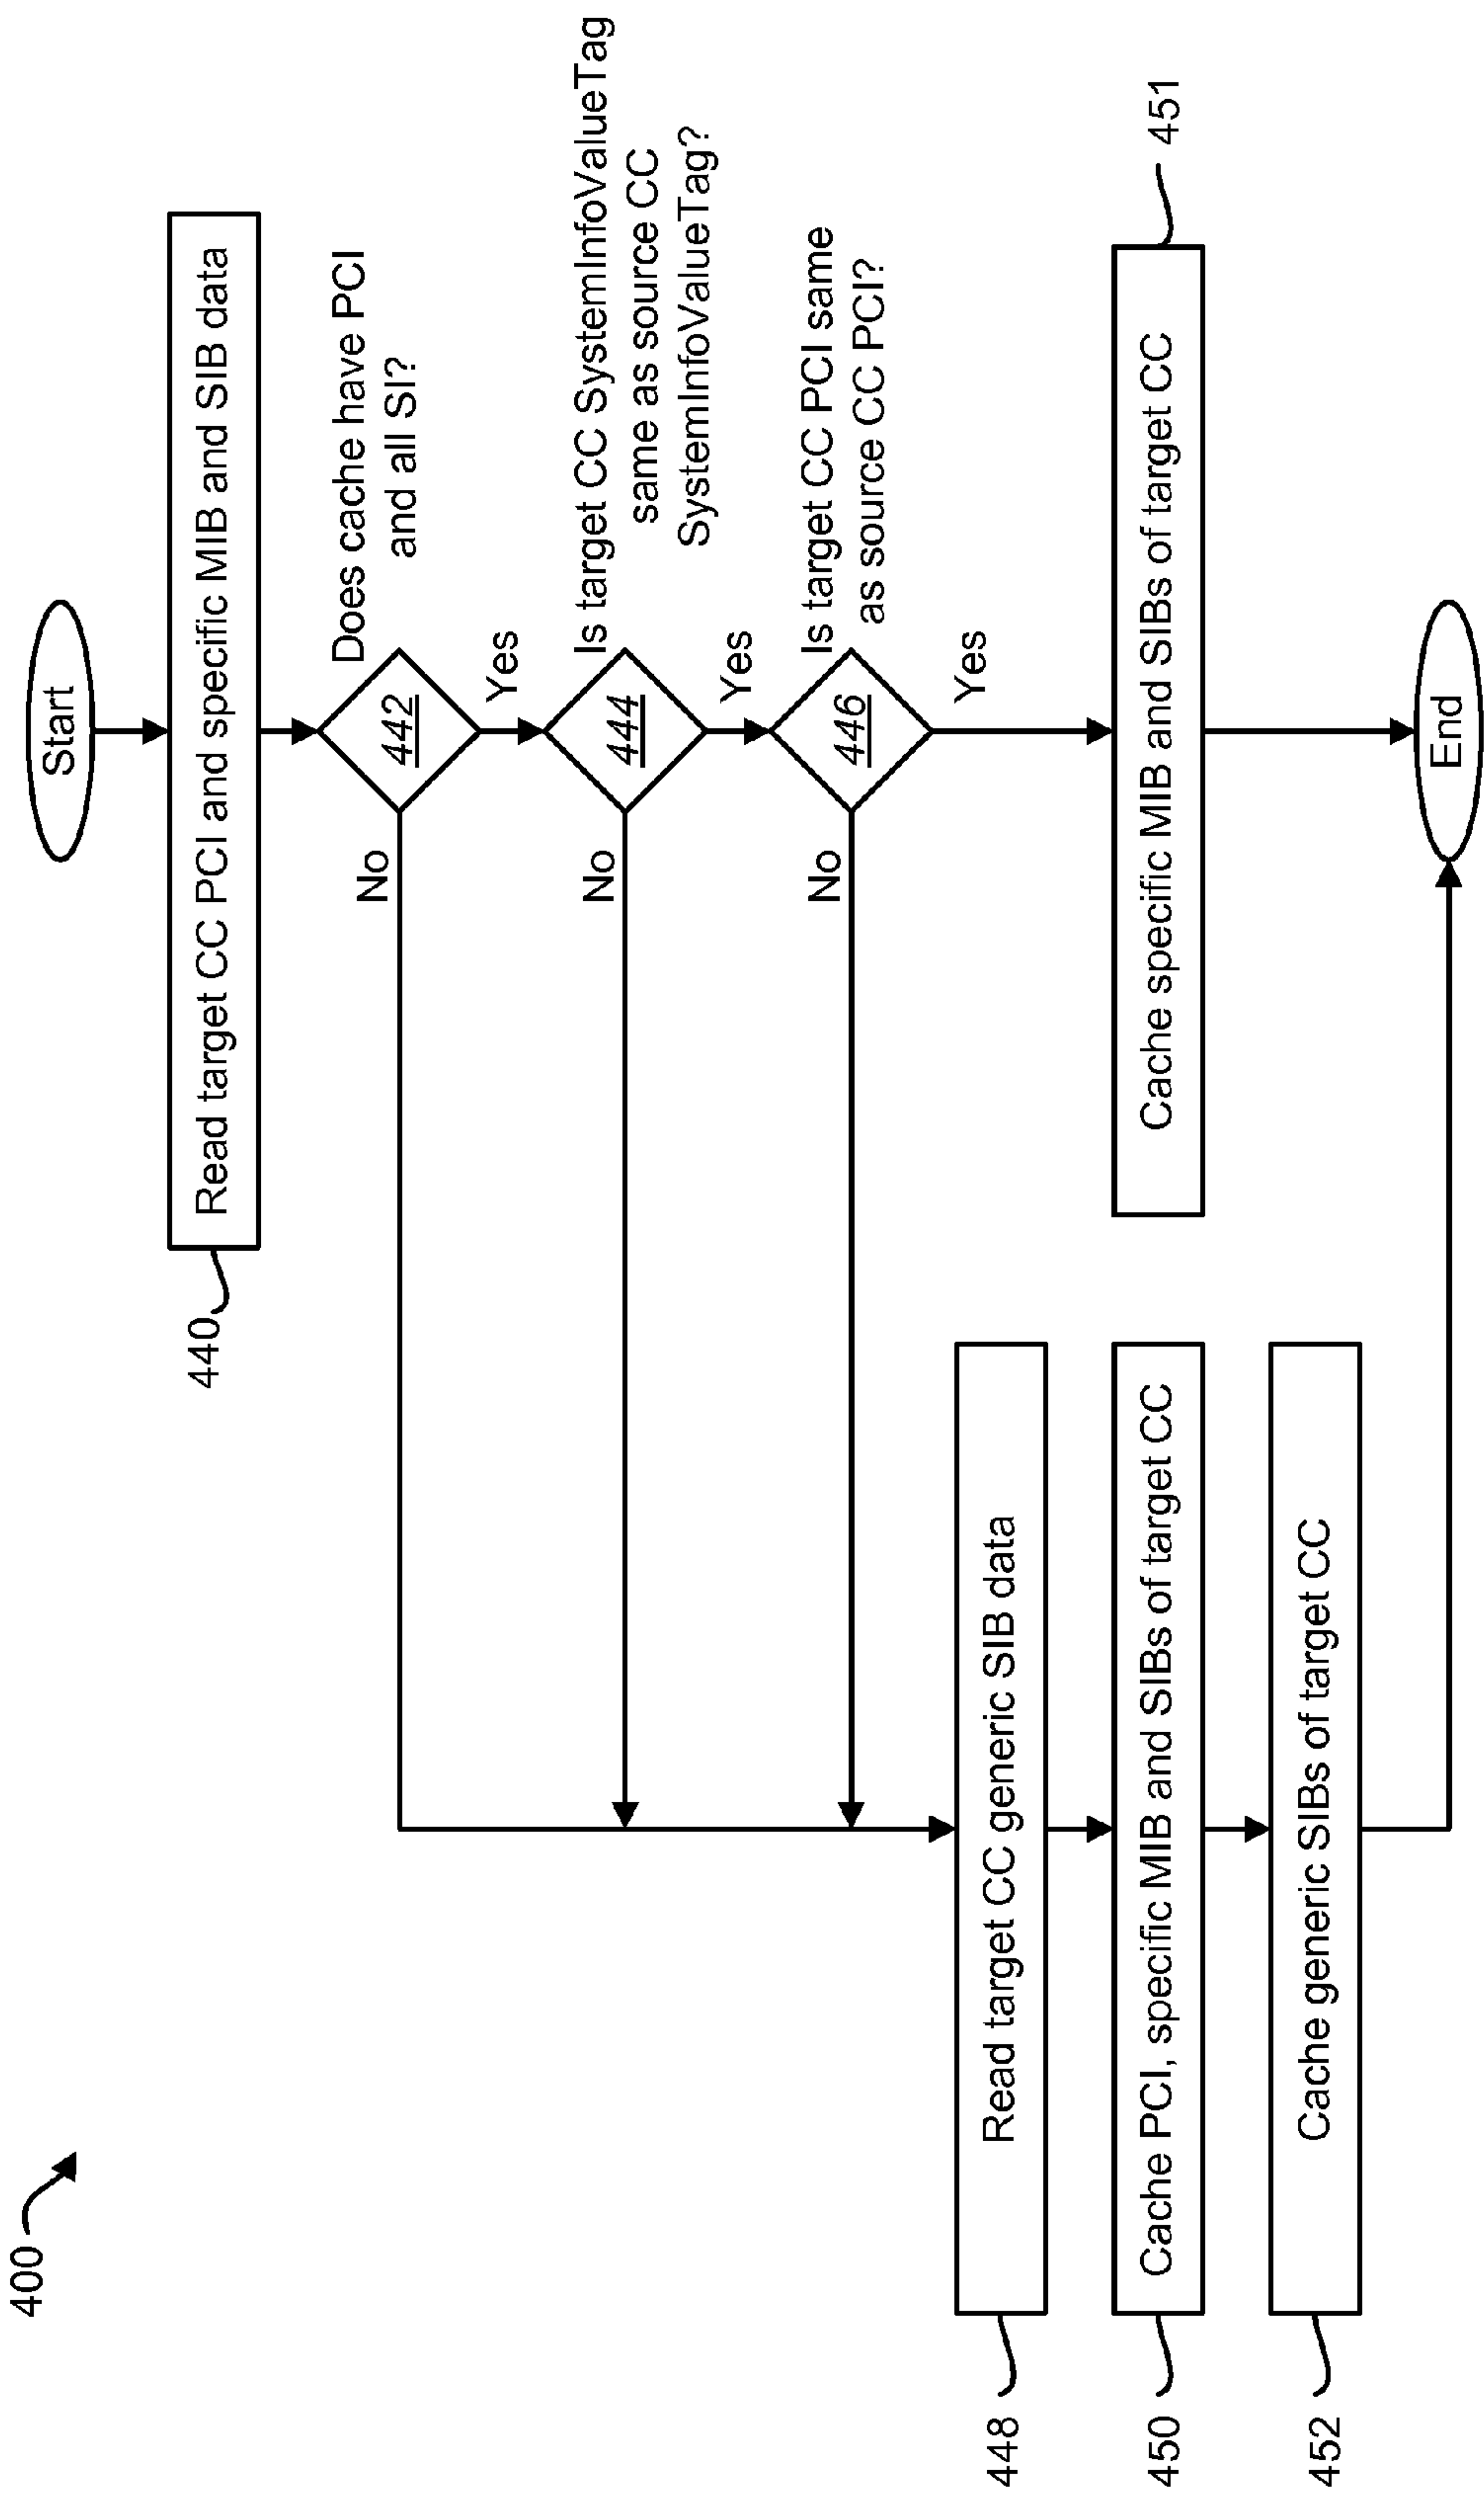 400
Start
440
Read target CC PCI and specific MIB and SIB data
Does cache have PCI
and all SI?
442
No
Yes
Is target CC SystemInfoValueTag
same as source CC
SystemInfoValueTag?
444
No
Yes
Is target CC PCI same
as source CC PCI?
446
No
Yes
448
Read target CC generic SIB data
450
Cache PCI, specific MIB and SIBs of target CC
Cache specific MIB and SIBs of target CC
451
452
Cache generic SIBs of target CC
End